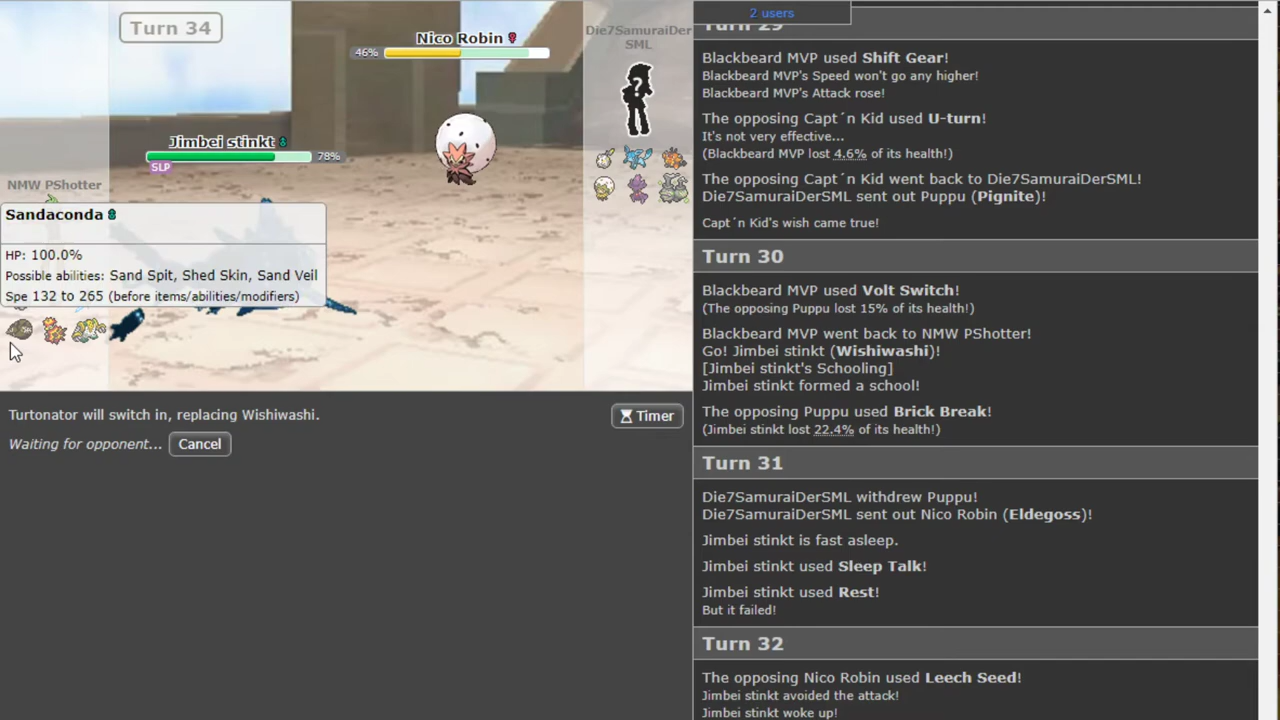 Turn 34
Nico Robin
46%
Die7SamuraiDer
SML
?
Jimbei stinkt
78%
SLP
NMW PShotter
Sandaconda
HP: 100.0%
Possible abilities: Sand Spit, Shed Skin, Sand Veil
Spe 132 to 265 (before items/abilities/modifiers)
Turtonator will switch in, replacing Wishiwashi.
Waiting for opponent... Cancel
Timer
2 users
Turn 29
Blackbeard MVP used Shift Gear!
Blackbeard MVP's Speed won't go any higher!
Blackbeard MVP's Attack rose!
The opposing Capt´n Kid used U-turn!
It's not very effective...
(Blackbeard MVP lost 4.6% of its health!)
The opposing Capt´n Kid went back to Die7SamuraiDerSML!
Die7SamuraiDerSML sent out Puppu (Pignite)!
Capt´n Kid's wish came true!
Turn 30
Blackbeard MVP used Volt Switch!
(The opposing Puppu lost 15% of its health!)
Blackbeard MVP went back to NMW PShotter!
Go! Jimbei stinkt (Wishiwashi)!
[Jimbei stinkt's Schooling]
Jimbei stinkt formed a school!
The opposing Puppu used Brick Break!
(Jimbei stinkt lost 22.4% of its health!)
Turn 31
Die7SamuraiDerSML withdrew Puppu!
Die7SamuraiDerSML sent out Nico Robin (Eldegoss)!
Jimbei stinkt is fast asleep.
Jimbei stinkt used Sleep Talk!
Jimbei stinkt used Rest!
But it failed!
Turn 32
The opposing Nico Robin used Leech Seed!
Jimbei stinkt avoided the attack!
Jimbei stinkt woke up!